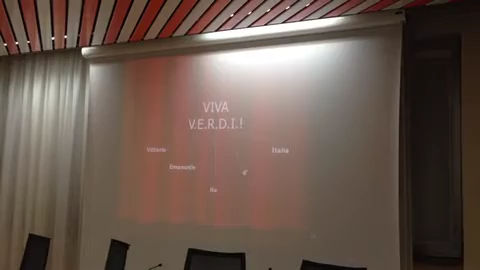 VIVA
V.E.R.D.I.!
Vittorio
Italia
Emanuele
d'
Re